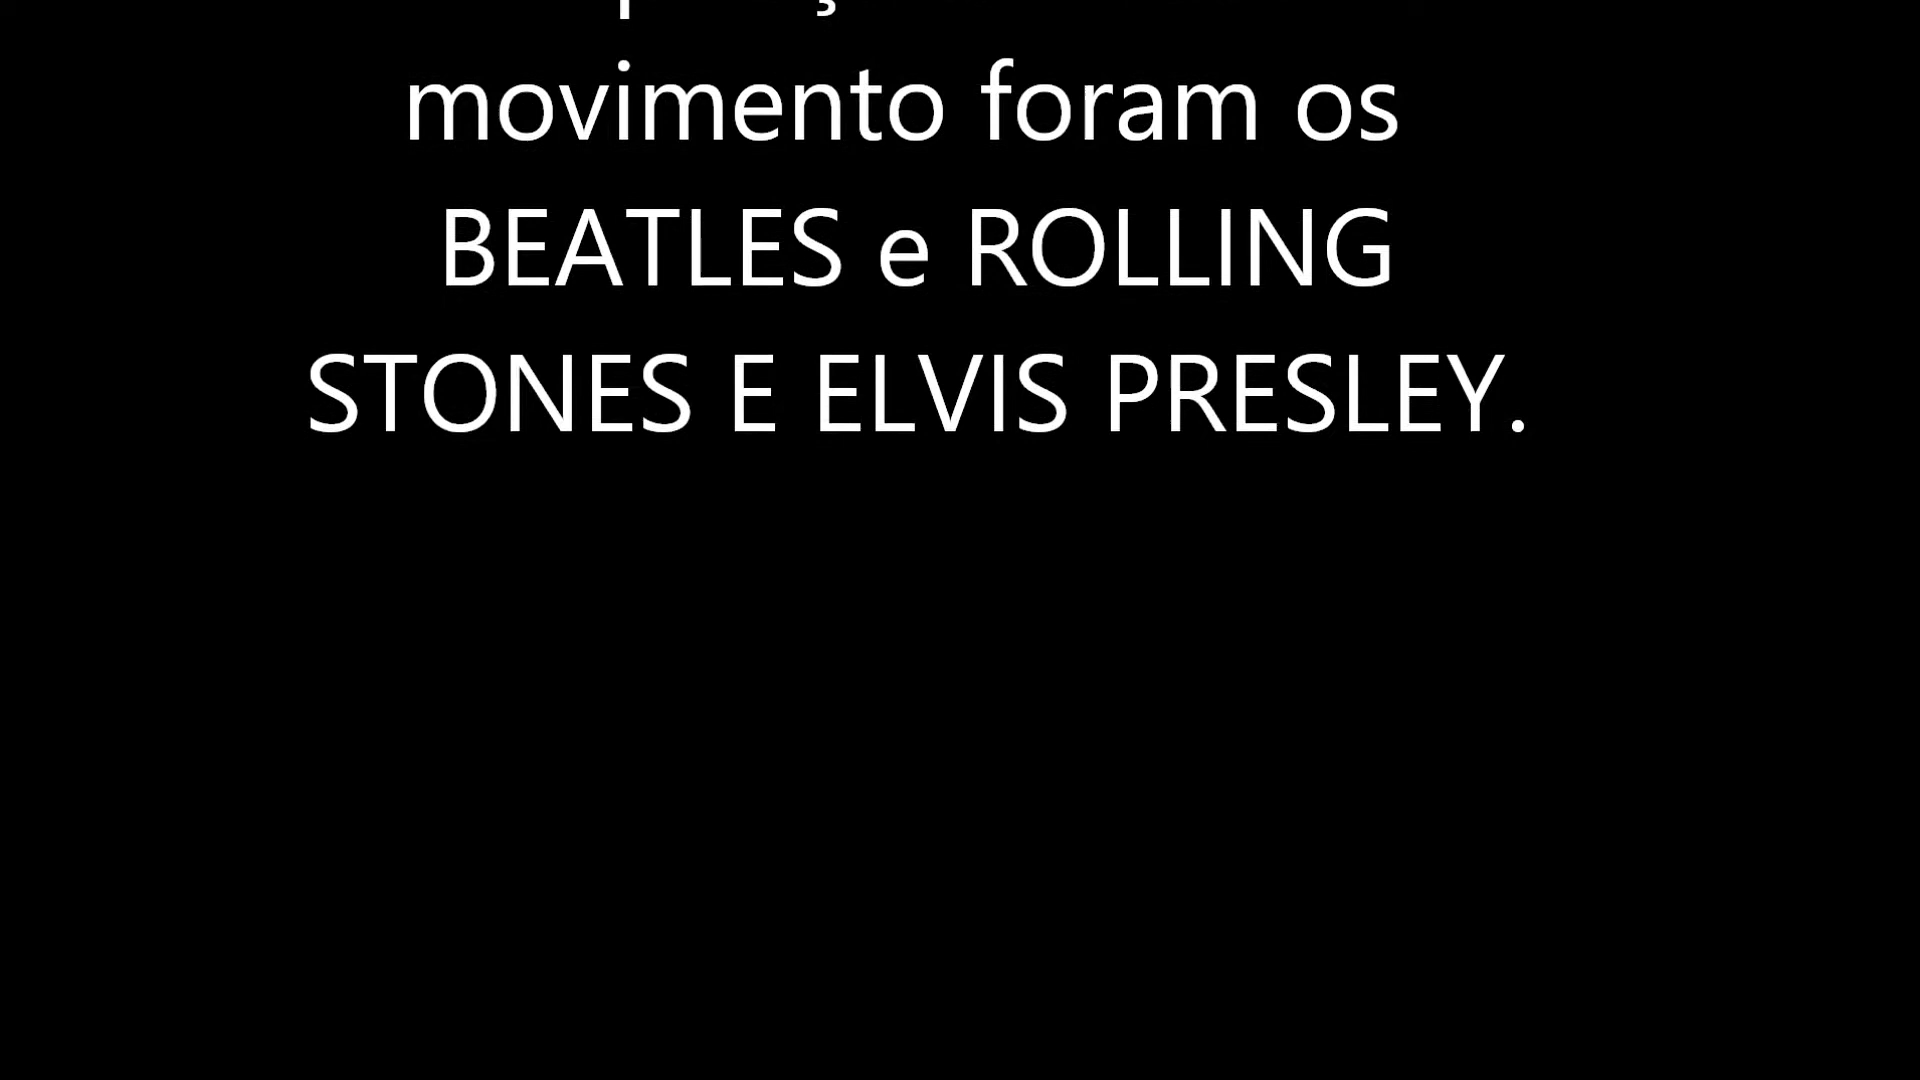 movimento foram os
BEATLES e ROLLING
STONES E ELVIS PRESLEY.